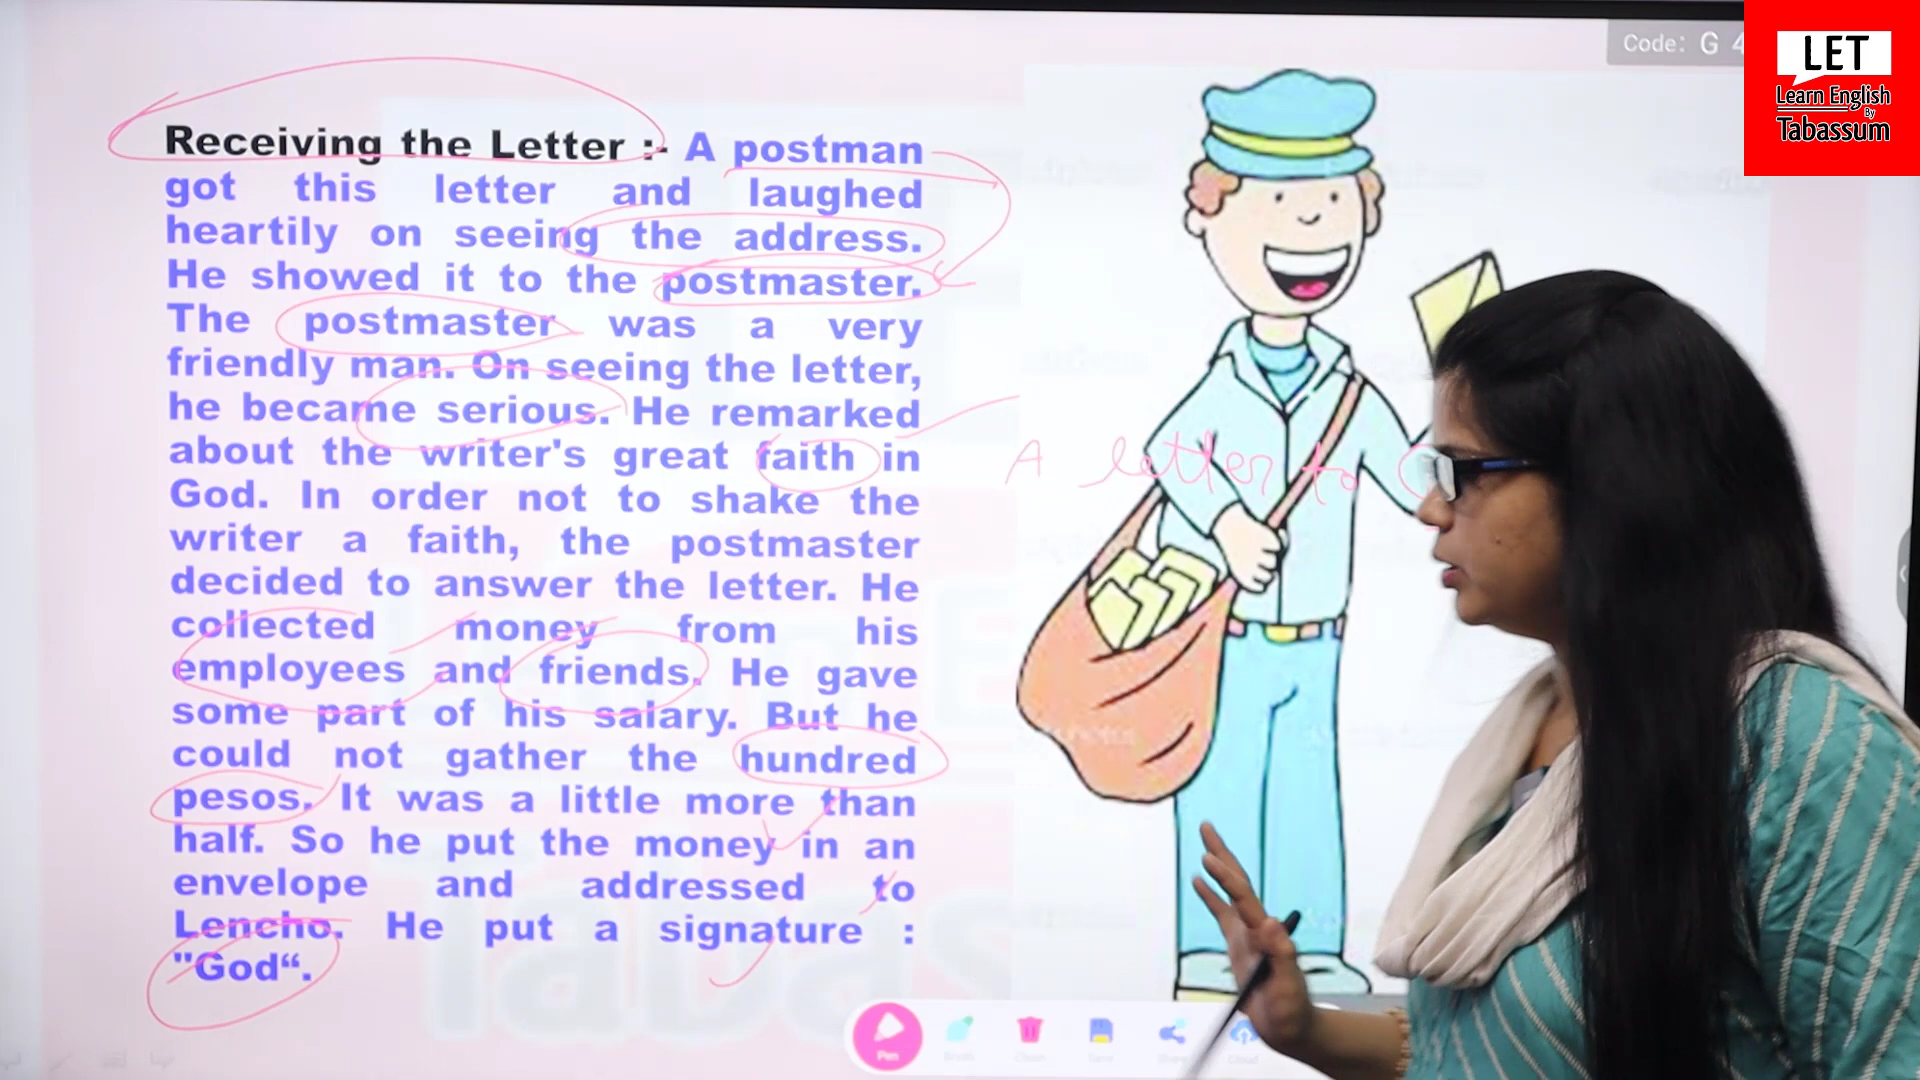 Code: G 4
LET
Learn English
By
Tabassum
Receiving the Letter :- A postman
got this letter and laughed
heartily on seeing the address.
He showed it to the postmaster.
The postmaster was a very
friendly man. On seeing the letter,
he became serious. He remarked
about the writer's great faith in
God. In order not to shake the
writer a faith, the postmaster
decided to answer the letter. He
collected money from his
employees and friends. He gave
some part of his salary. But he
could not gather the hundred
pesos. It was a little more than
half. So he put the money in an
envelope and addressed to
Lencho. He put a signature :
"God“.
A letter to
Pen
Save
Share
Cloud